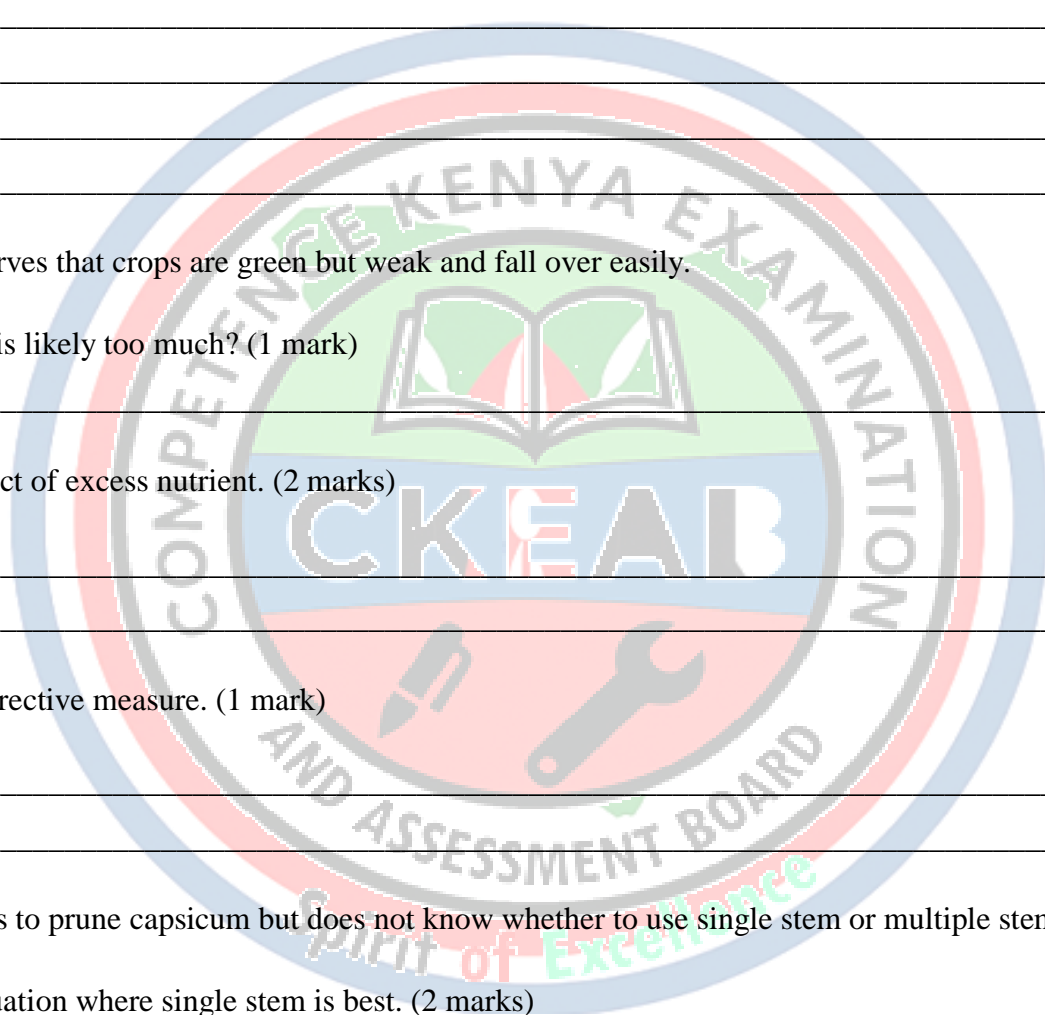 rves that crops are green but weak and fall over easily.
is likely too much? (1 mark)
ct of excess nutrient. (2 marks)
rective measure. (1 mark)
s to prune capsicum but does not know whether to use single stem or multiple stem
uation where single stem is best. (2 marks)
COMPETENCE KENYA EXAMINATION
CKEAB
AND ASSESSMENT BOARD
Spirit of Excellence